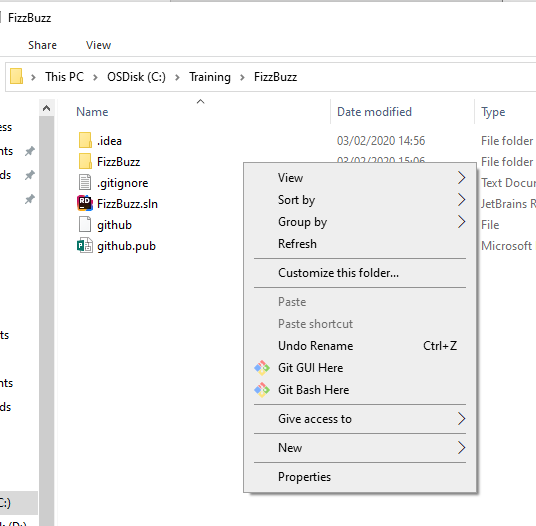 FizzBuzz
Share View
This PC > OSDisk (C:) > Training > FizzBuzz
Name Date modified Type
ess
.idea 03/02/2020 14:56 File folder
nts
FizzBuzz 03/02/2020 15:06 File folder
ds
.gitignore Text Docu
FizzBuzz.sln JetBrains R
github File
github.pub Microsoft
View
Sort by
Group by
Refresh
Customize this folder...
Paste
Paste shortcut
Undo Rename Ctrl+Z
Git GUI Here
Git Bash Here
Give access to
New
Properties
ts
nts
ds
C:)